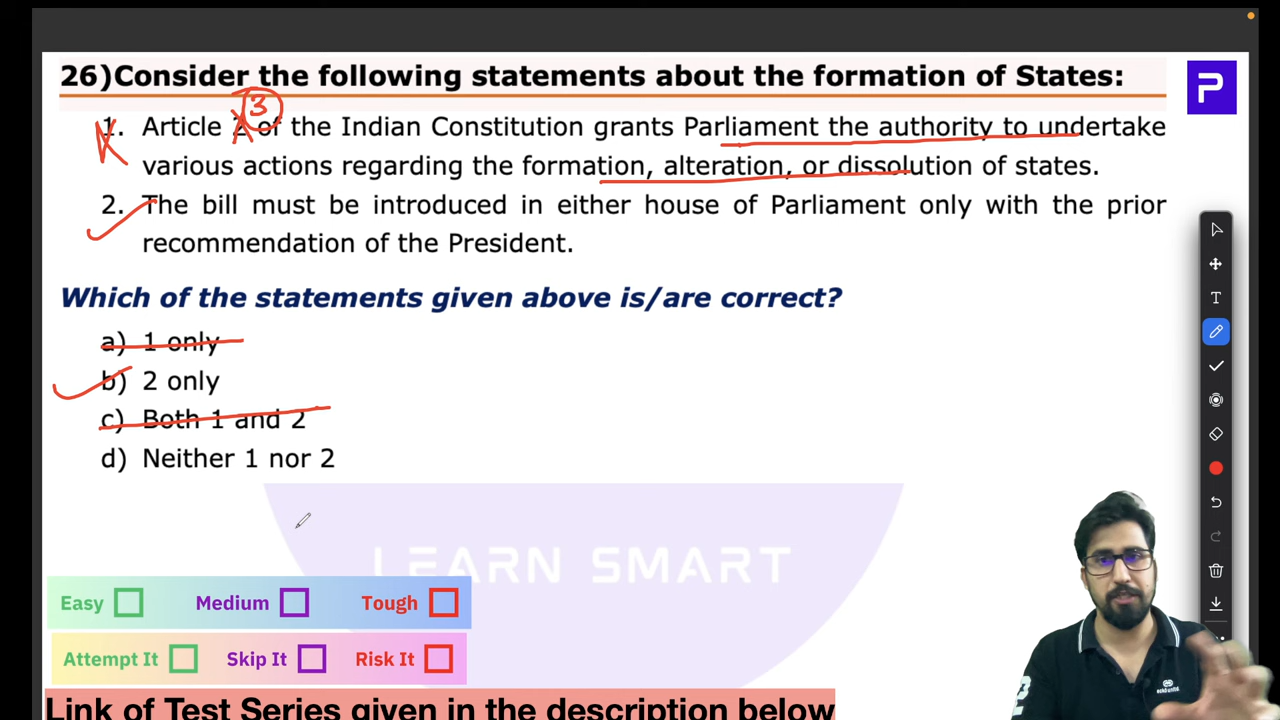 26)Consider the following statements about the formation of States:
3
1. Article 2 of the Indian Constitution grants Parliament the authority to undertake
various actions regarding the formation, alteration, or dissolution of states.
2. The bill must be introduced in either house of Parliament only with the prior
recommendation of the President.
Which of the statements given above is/are correct?
a) 1 only
b) 2 only
c) Both 1 and 2
d) Neither 1 nor 2
LEARN SMART
Easy Medium Tough
Attempt It Skip It Risk It
Link of Test Series given in the description below